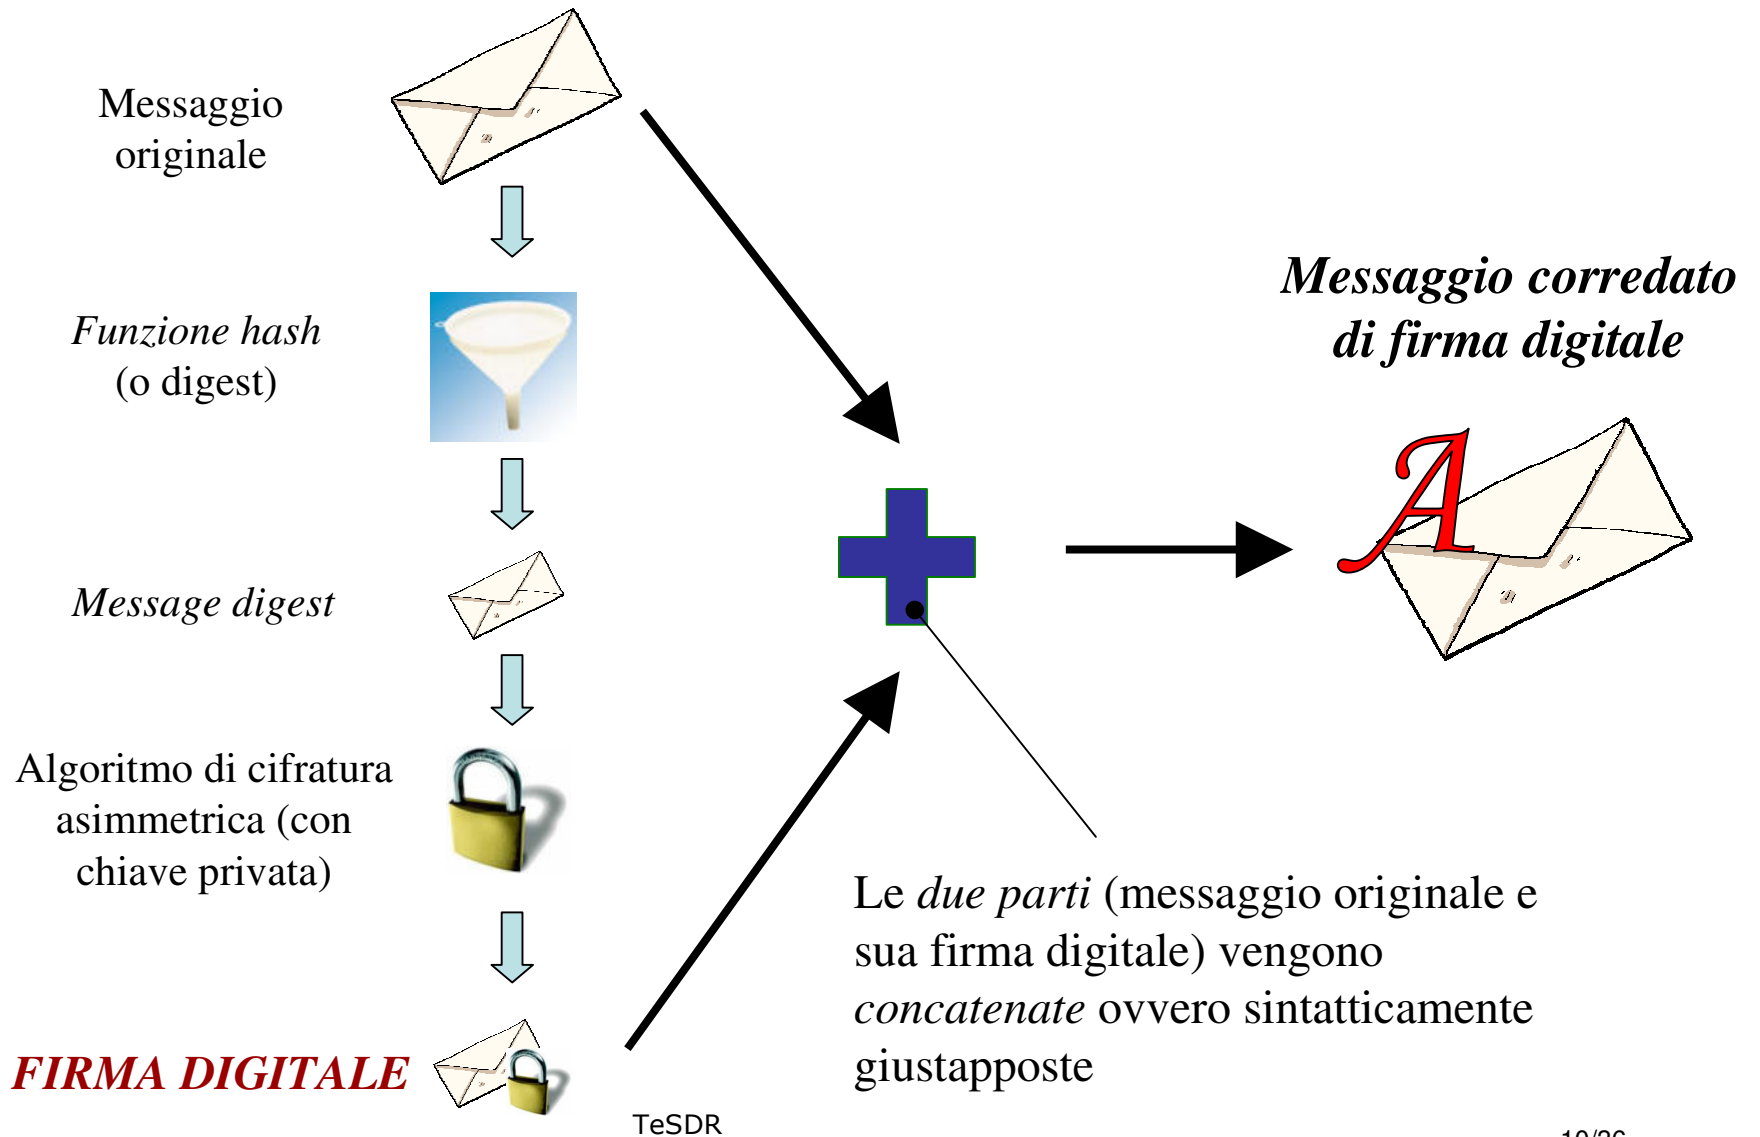 Messaggio
originale
Funzione hash
(o digest)
Message digest
Algoritmo di cifratura
asimmetrica (con
chiave privata)
FIRMA DIGITALE
Messaggio corredato
di firma digitale
A
Le due parti (messaggio originale e
sua firma digitale) vengono
concatenate ovvero sintatticamente
giustapposte
TeSDR